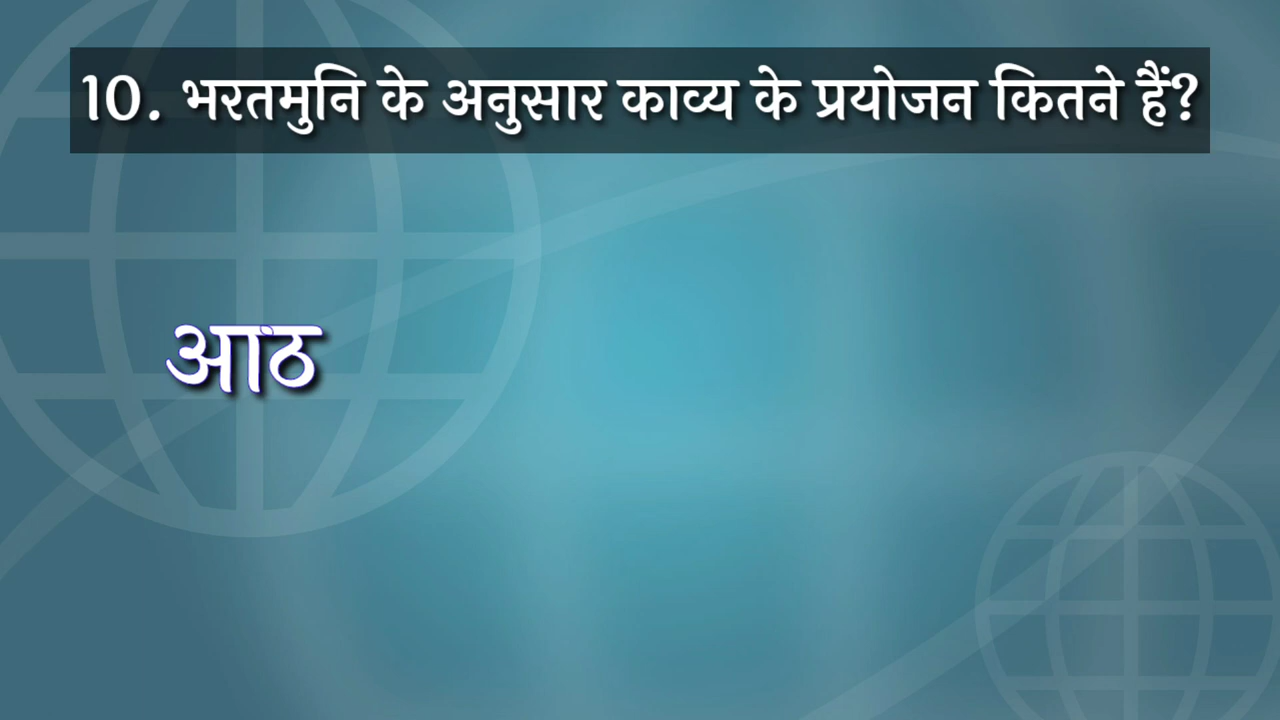 10. भरतमुनि के अनुसार काव्य के प्रयोजन कितने हैं?
आठ